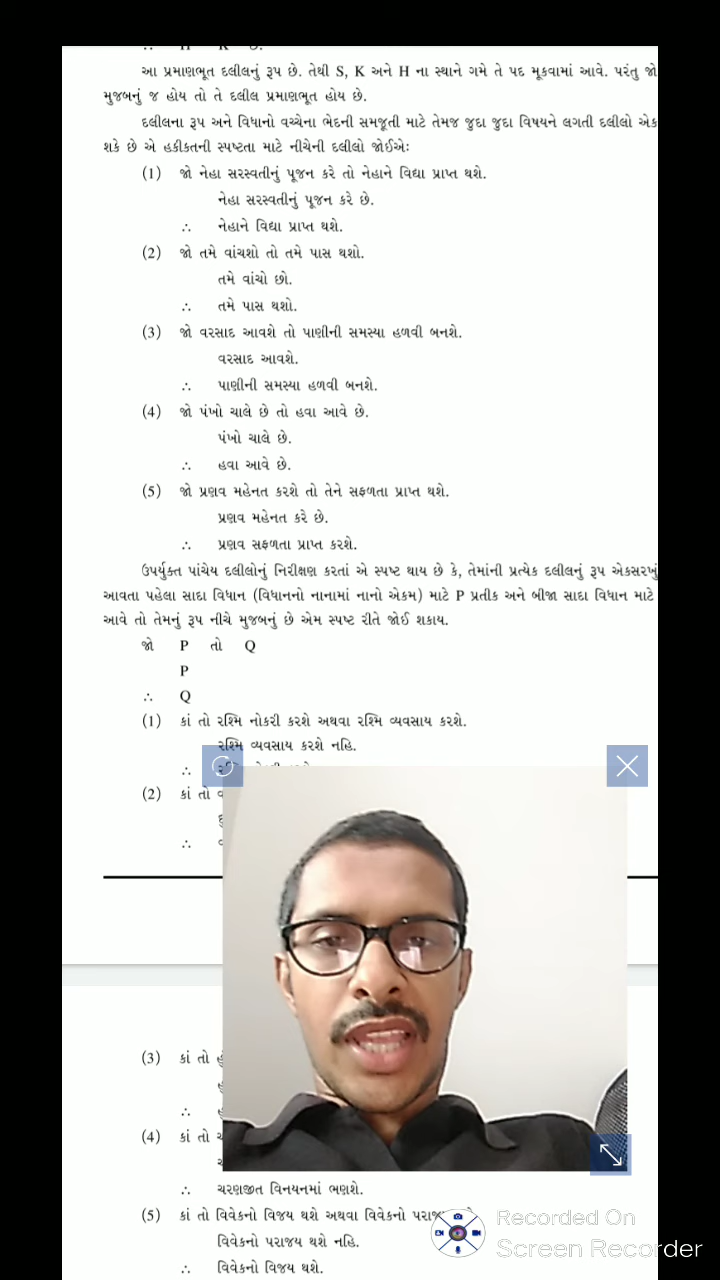 આ પ્રમાણભૂત દલીલનું રૂપ છે. તેથી S, K અને H ના સ્થાને ગમે તે પદ મૂકવામાં આવે. પરંતુ જો
મુજબનું જ હોય તો તે દલીલ પ્રમાણભૂત હોય છે.
દલીલના રૂપ અને વિધાનો વચ્ચેના ભેદની સમજૂતી માટે તેમજ જુદા જુદા વિષયને લગતી દલીલો એક
શકે છે એ હકીકતની સ્પષ્ટતા માટે નીચેની દલીલો જોઈએઃ
(1) જો નેહા સરસ્વતીનું પૂજન કરે તો નેહાને વિદ્યા પ્રાપ્ત થશે.
નેહા સરસ્વતીનું પૂજન કરે છે.
∴ નેહાને વિદ્યા પ્રાપ્ત થશે.
(2) જો તમે વાંચશો તો તમે પાસ થશો.
તમે વાંચો છો.
∴ તમે પાસ થશો.
(3) જો વરસાદ આવશે તો પાણીની સમસ્યા હળવી બનશે.
વરસાદ આવશે.
∴ પાણીની સમસ્યા હળવી બનશે.
(4) જો પંખો ચાલે છે તો હવા આવે છે.
પંખો ચાલે છે.
∴ હવા આવે છે.
(5) જો પ્રણવ મહેનત કરશે તો તેને સફળતા પ્રાપ્ત થશે.
પ્રણવ મહેનત કરે છે.
∴ પ્રણવ સફળતા પ્રાપ્ત કરશે.
ઉપર્યુક્ત પાંચેય દલીલોનું નિરીક્ષણ કરતાં એ સ્પષ્ટ થાય છે કે, તેમાંની પ્રત્યેક દલીલનું રૂપ એકસરખું
આવતા પહેલા સાદા વિધાન (વિધાનનો નાનામાં નાનો એકમ) માટે P પ્રતીક અને બીજા સાદા વિધાન માટે
આવે તો તેમનું રૂપ નીચે મુજબનું છે એમ સ્પષ્ટ રીતે જોઈ શકાય.
જો P તો Q
P
∴ Q
(1) કાં તો રશ્મિ નોકરી કરશે અથવા રશ્મિ વ્યવસાય કરશે.
રશ્મિ વ્યવસાય કરશે નહિ.
∴
(2) કાં તો
∴
(3) કાં તો
∴
(4) કાં તો
∴ ચરણજીત વિનયનમાં ભણશે.
(5) કાં તો વિવેકનો વિજય થશે અથવા વિવેકનો
વિવેકનો પરાજય થશે નહિ.
∴ વિવેકનો વિજય થશે.
Recorded On
Screen Recorder